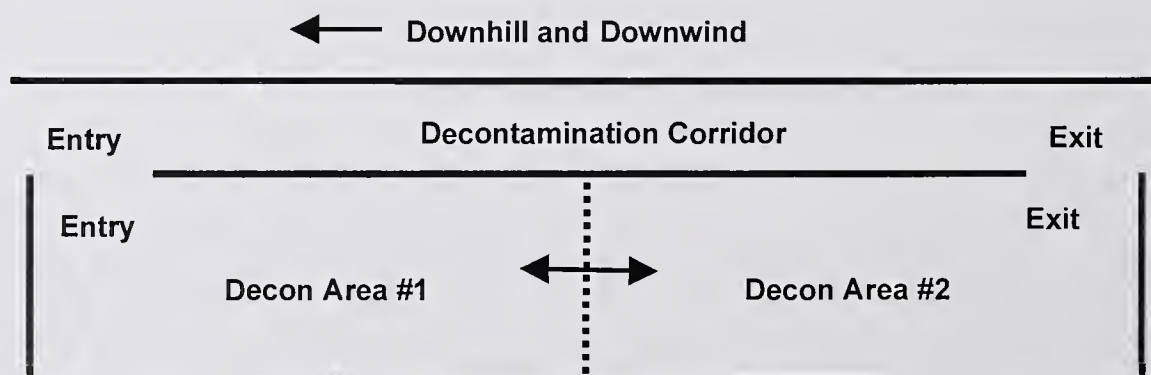 Downhill and Downwind
Entry Decontamination Corridor Exit
Entry Exit
Decon Area #1 Decon Area #2